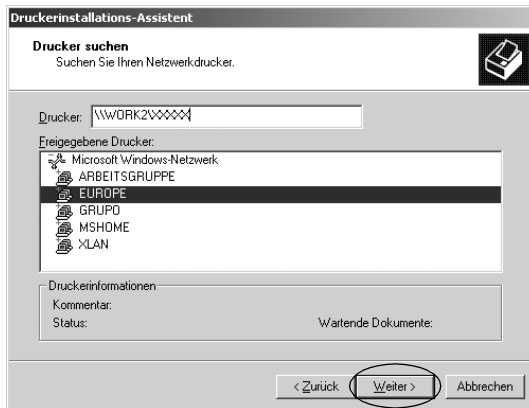 Druckerinstallations-Assistent
Drucker suchen
Suchen Sie Ihren Netzwerkdrucker.
Drucker: \\WORK2\XXXXX
Freigegebene Drucker:
Microsoft Windows-Netzwerk
ARBEITSGRUPPE
EUROPE
GRUPO
MSHOME
XLAN
Druckerinformationen
Kommentar:
Status: Wartende Dokumente:
< Zurück Weiter > Abbrechen